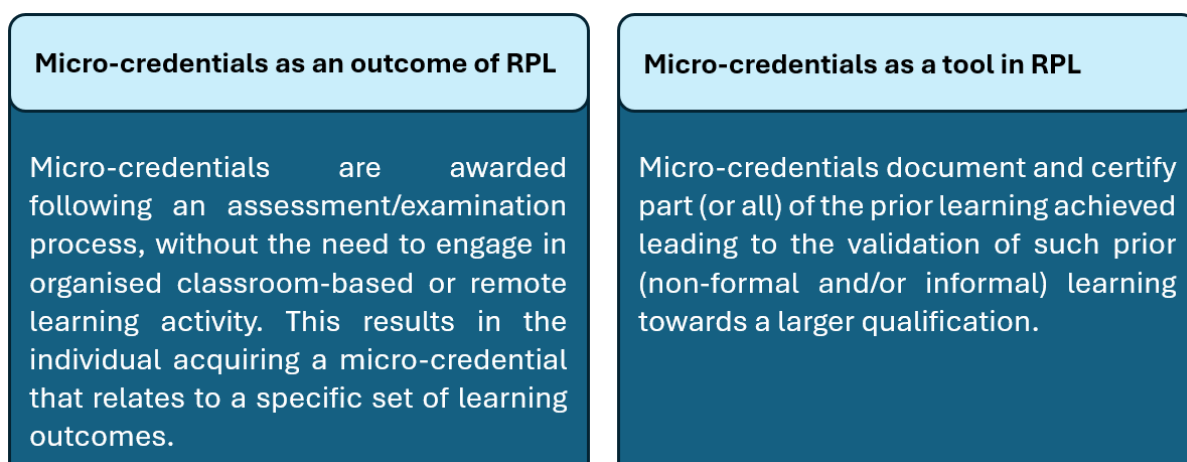 Micro-credentials as an outcome of RPL
Micro-credentials are awarded
following an assessment/examination
process, without the need to engage in
organised classroom-based or remote
learning activity. This results in the
individual acquiring a micro-credential
that relates to a specific set of learning
outcomes.
Micro-credentials as a tool in RPL
Micro-credentials document and certify
part (or all) of the prior learning achieved
leading to the validation of such prior
(non-formal and/or informal) learning
towards a larger qualification.